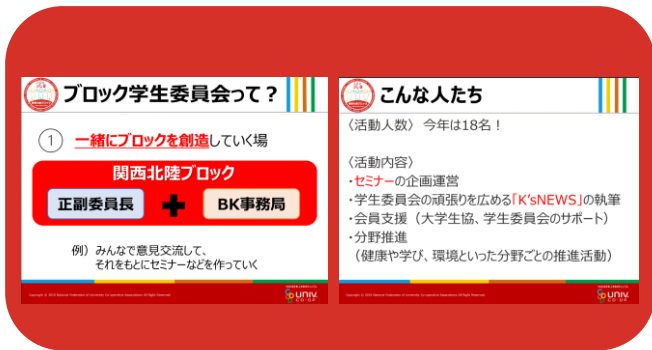 ブロック学生委員会って？
① 一緒にブロックを創造していく場
関西北陸ブロック
正副委員長
＋
BK事務局
例）みんなで意見交流して、
それをもとにセミナーなどを作っていく
UNIV.
CO-OP
こんな人たち
〈活動人数〉 今年は18名！
〈活動内容〉
・セミナーの企画運営
・学生委員会の頑張りを広める「K'sNEWS」の執筆
・会員支援（大学生協、学生委員会のサポート）
・分野推進
（健康や学び、環境といった分野ごとの推進活動）
UNIV.
CO-OP